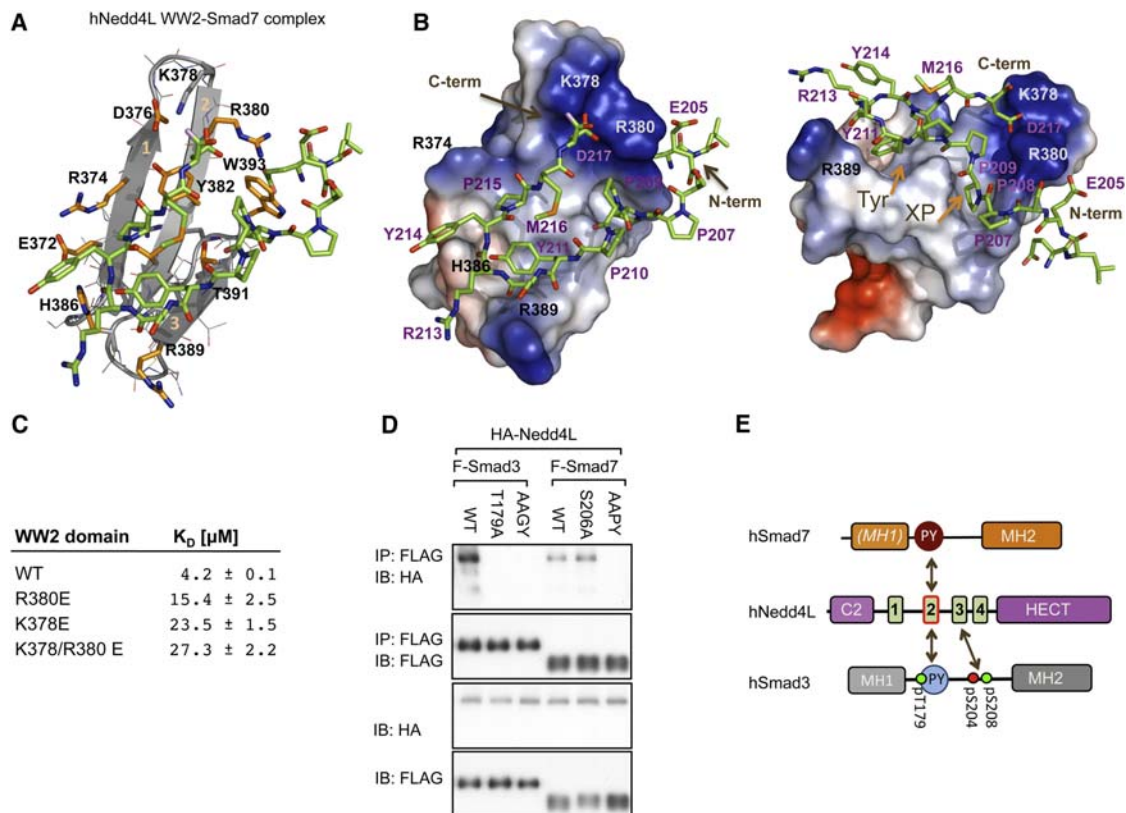 hNedd4L WW2-Smad7 complex
A
K378
D376
2
R380
1
W393
R374
Y382
E372
H386
T391
3
R389
B
C-term
K378
R380
E205
R374
D217
P215
N-term
Y214
M216
P207
Y211
H386
P210
R389
R213
Y214
M216
C-term
K378
R213
Y211
D217
R389
P209
R380
P208
E205
Tyr
XP
N-term
P207
C
WW2 domain K_D [µM]
WT 4.2 ± 0.1
R380E 15.4 ± 2.5
K378E 23.5 ± 1.5
K378/R380 E 27.3 ± 2.2
D
HA-Nedd4L
F-Smad3 F-Smad7
WT T179A AAGY WT S206A AAPY
IP: FLAG
IB: HA
IP: FLAG
IB: FLAG
IB: HA
IB: FLAG
E
hSmad7 (MH1) PY MH2
hNedd4L C2 1 2 3 4 HECT
hSmad3 MH1 PY MH2
pT179 pS204 pS208